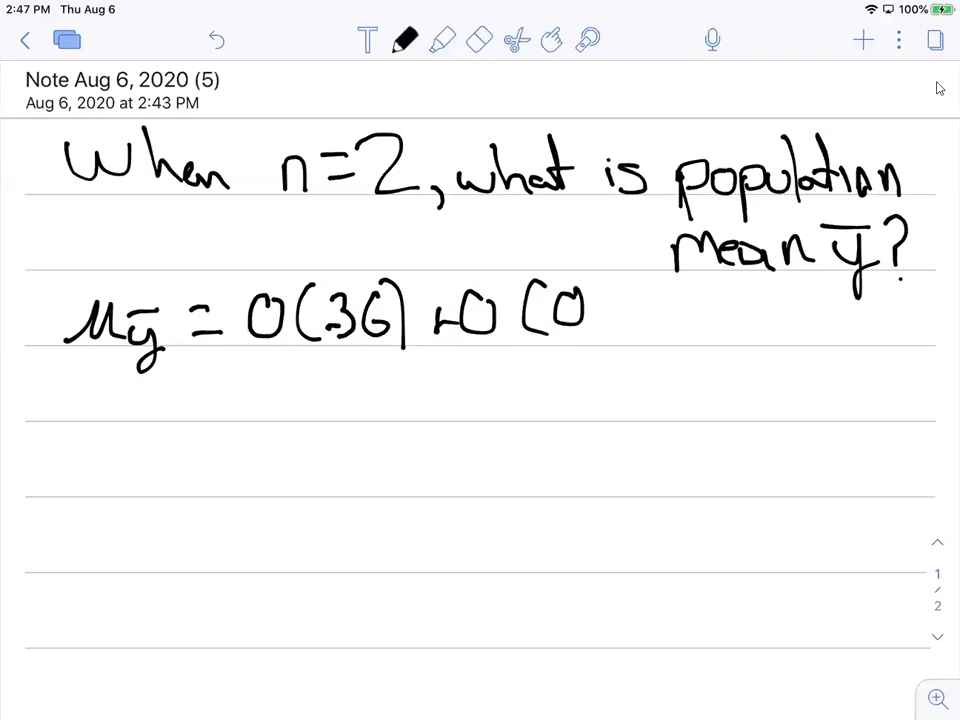 2:47 PM Thu Aug 6 100%
T
Note Aug 6, 2020 (5)
Aug 6, 2020 at 2:43 PM
When n=2, what is population
mean ȳ?
μȳ = 0(.36) +0 (0
1
/
2